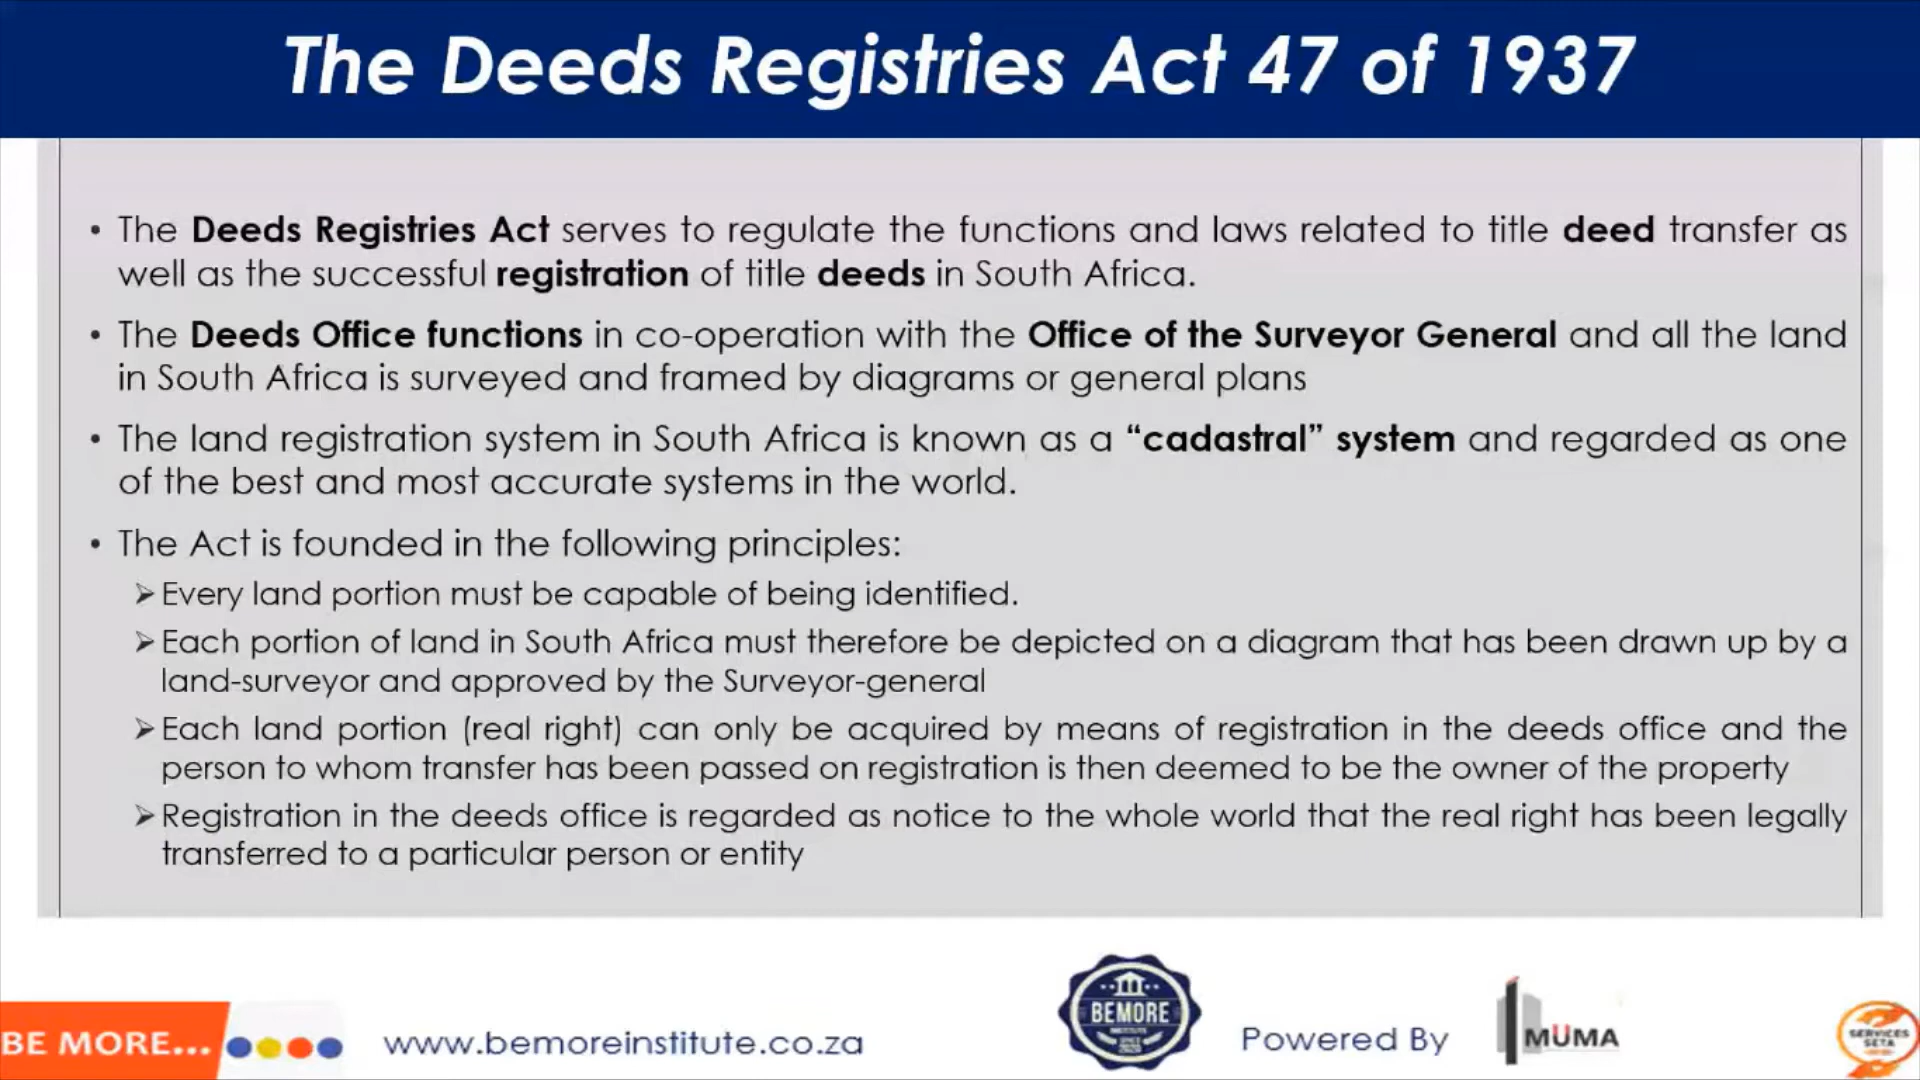 The Deeds Registries Act 47 of 1937
• The Deeds Registries Act serves to regulate the functions and laws related to title deed transfer as
well as the successful registration of title deeds in South Africa.
• The Deeds Office functions in co-operation with the Office of the Surveyor General and all the land
in South Africa is surveyed and framed by diagrams or general plans
• The land registration system in South Africa is known as a “cadastral” system and regarded as one
of the best and most accurate systems in the world.
• The Act is founded in the following principles:
➢ Every land portion must be capable of being identified.
➢ Each portion of land in South Africa must therefore be depicted on a diagram that has been drawn up by a
land-surveyor and approved by the Surveyor-general
➢ Each land portion (real right) can only be acquired by means of registration in the deeds office and the
person to whom transfer has been passed on registration is then deemed to be the owner of the property
➢ Registration in the deeds office is regarded as notice to the whole world that the real right has been legally
transferred to a particular person or entity
BE MORE...
www.bemoreinstitute.co.za
BEMORE
INSTITUTE
Powered By
MUMA
SERVICES
SETA